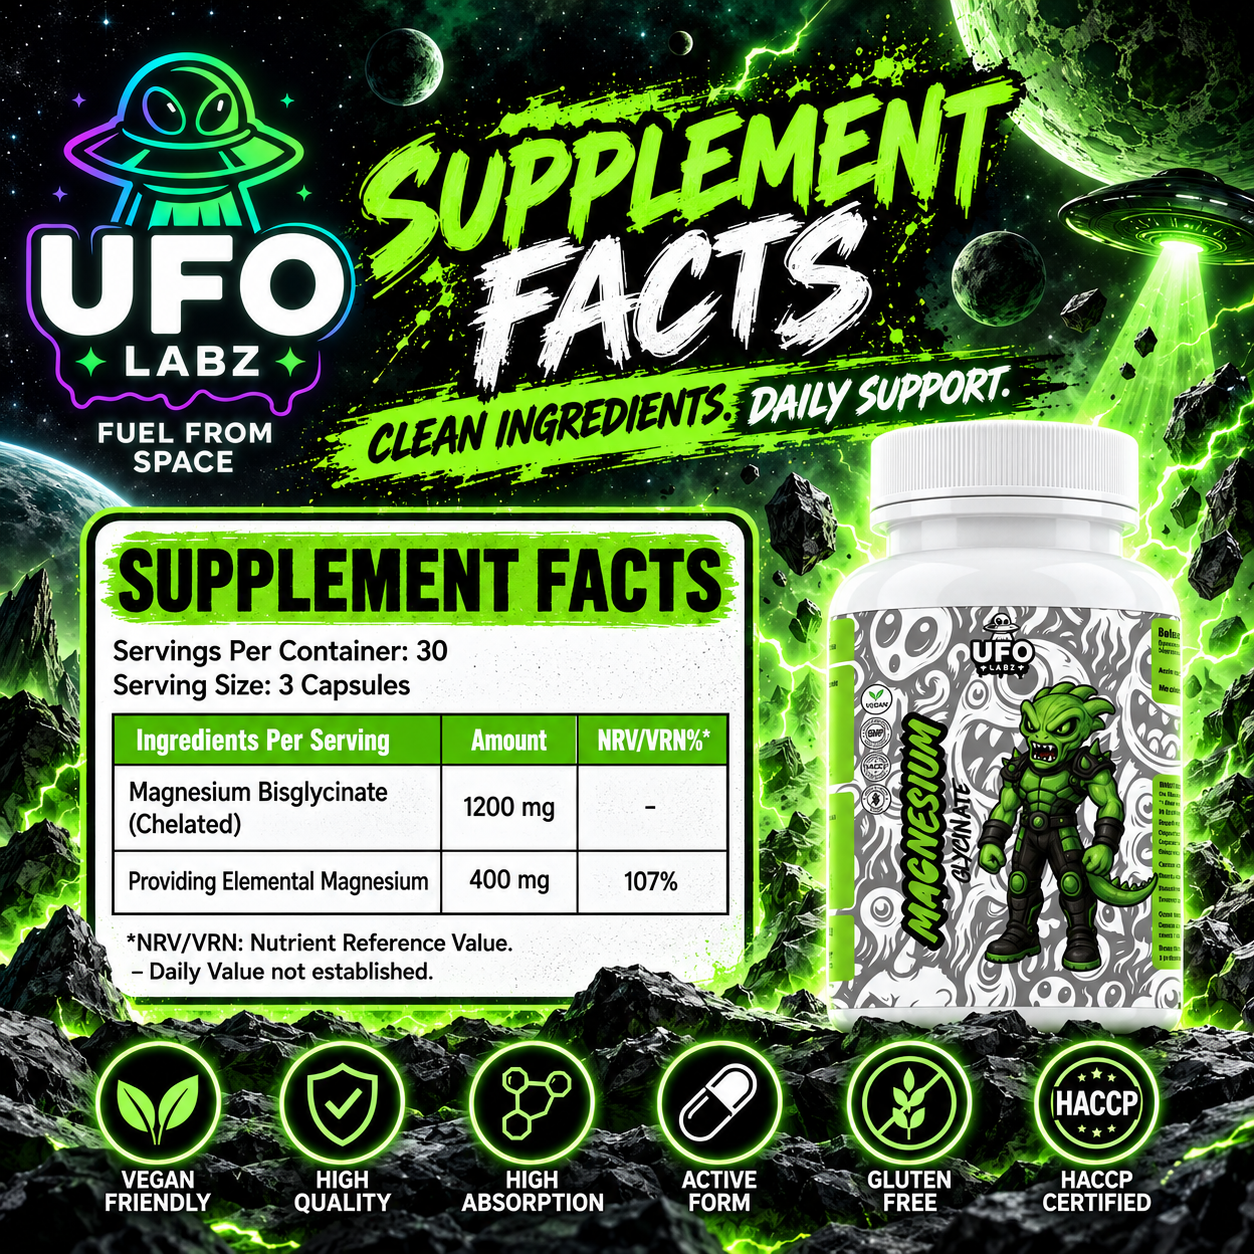 UFO
LABZ
FUEL FROM
SPACE
SUPPLEMENT
FACTS
CLEAN INGREDIENTS. DAILY SUPPORT.
SUPPLEMENT FACTS
Servings Per Container: 30
Serving Size: 3 Capsules
Ingredients Per Serving Amount NRV/VRN%*
Magnesium Bisglycinate
(Chelated) 1200 mg -
Providing Elemental Magnesium 400 mg 107%
*NRV/VRN: Nutrient Reference Value.
– Daily Value not established.
UFO
LABZ
VEGAN
GMP
HACCP
MAGNESIUM
GLYCINATE
VEGAN
FRIENDLY
HIGH
QUALITY
HIGH
ABSORPTION
ACTIVE
FORM
GLUTEN
FREE
HACCP
HACCP
CERTIFIED